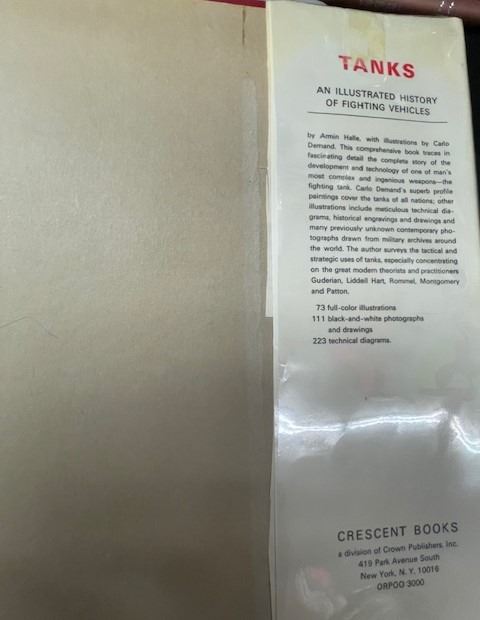 TANKS
AN ILLUSTRATED HISTORY
OF FIGHTING VEHICLES
by Armin Halle, with illustrations by Carlo
Demand. This comprehensive book traces in
fascinating detail the complete story of the
development and technology of one of man's
most complex and ingenious weapons—the
fighting tank. Carlo Demand's superb profile
paintings cover the tanks of all nations; other
illustrations include meticulous technical dia-
grams, historical engravings and drawings and
many previously unknown contemporary pho-
tographs drawn from military archives around
the world. The author surveys the tactical and
strategic uses of tanks, especially concentrating
on the great modern theorists and practitioners
Guderian, Liddell Hart, Rommel, Montgomery
and Patton.
73 full-color illustrations
111 black-and-white photographs
and drawings
223 technical diagrams.
CRESCENT BOOKS
a division of Crown Publishers, Inc.
419 Park Avenue South
New York, N. Y. 10016
ORPGO 3000